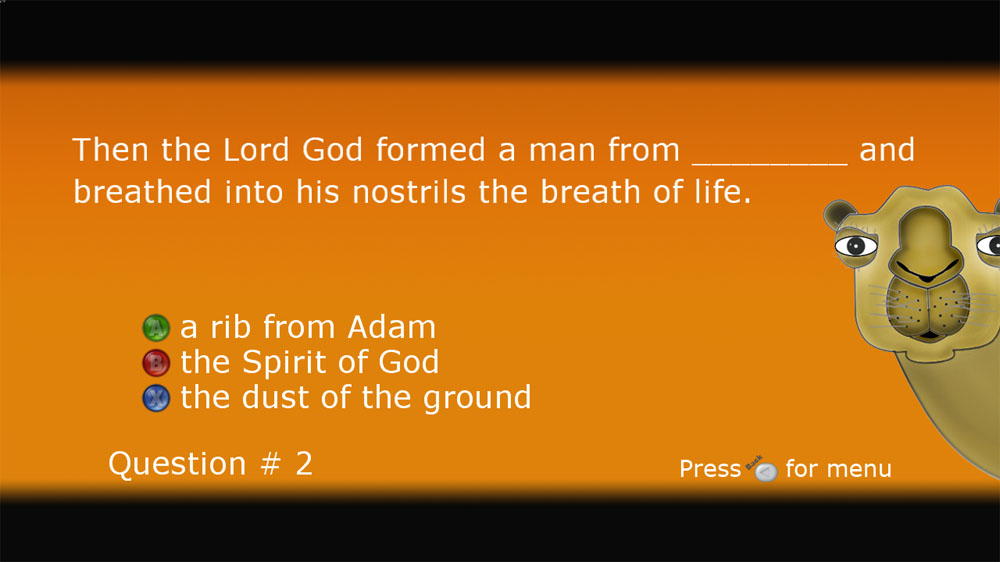 Then the Lord God formed a man from ________ and
breathed into his nostrils the breath of life.
A a rib from Adam
B the Spirit of God
X the dust of the ground
Question # 2
Press Back for menu